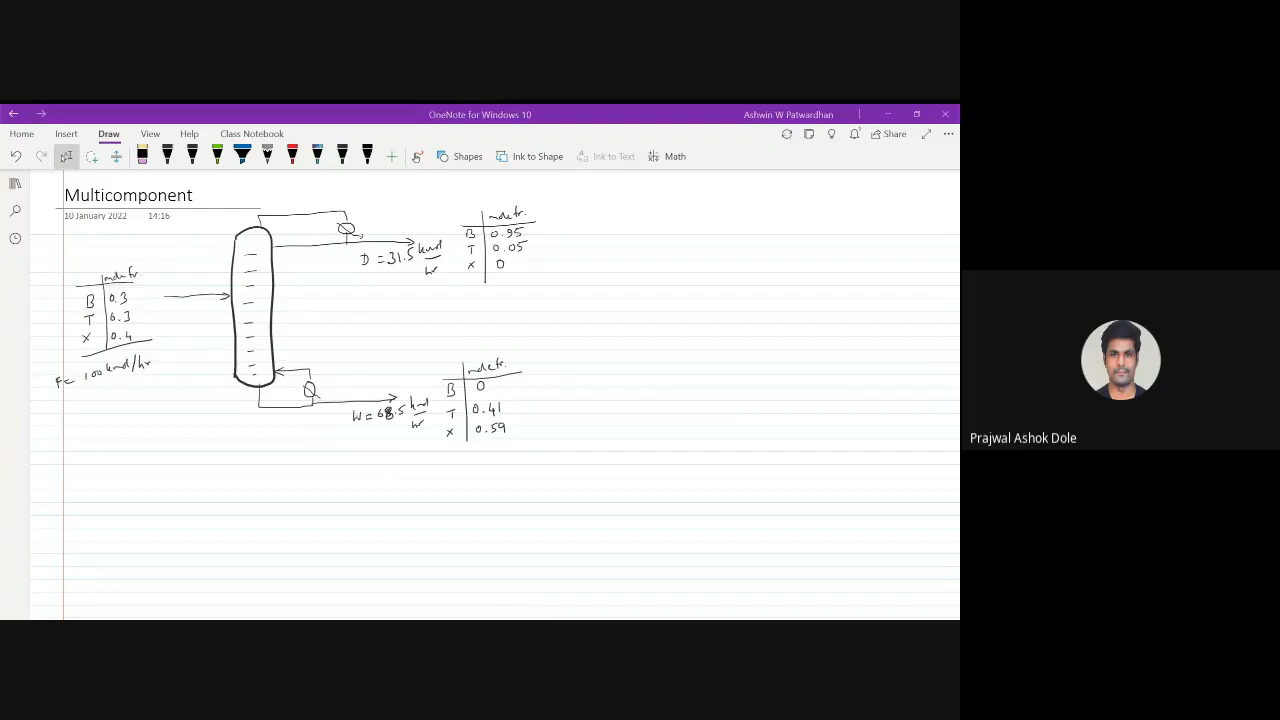 OneNote for Windows 10
Ashwin W Patwardhan
Home Insert Draw View Help Class Notebook
Share
Shapes Ink to Shape Ink to Text Math
Multicomponent
10 January 2022 14:16
mole fr.
B 0.95
T 0.05
X 0
D = 31.5 kmol/hr
mole fr
B 0.3
T 0.3
X 0.4
F = 100 kmol/hr
mole fr.
B 0
T 0.41
X 0.59
W = 68.5 kmol/hr
Prajwal Ashok Dole